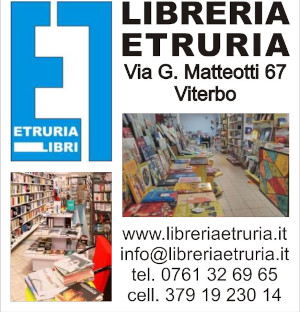 LIBRERIA
ETRURIA
Via G. Matteotti 67
Viterbo
ETRURIA
LIBRI
www.libreriaetruria.it
info@libreriaetruria.it
tel. 0761 32 69 65
cell. 379 19 230 14